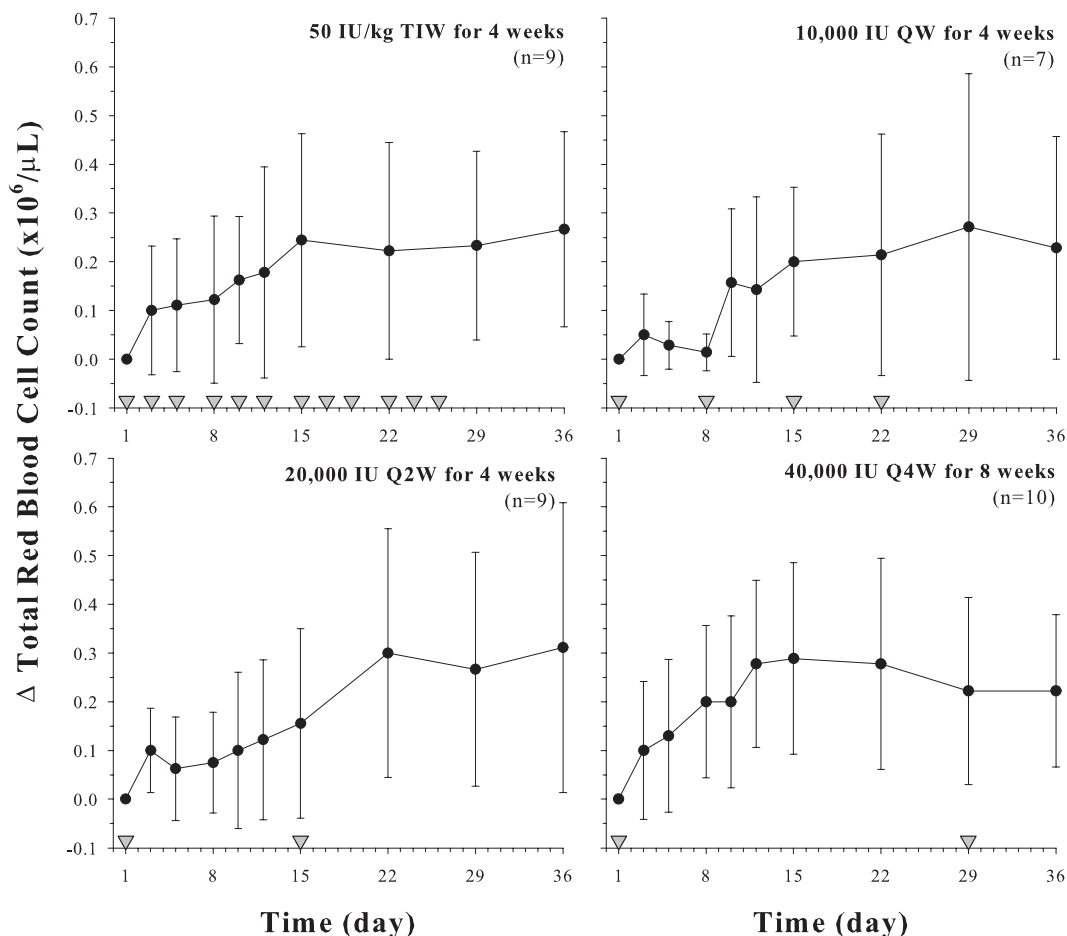 Δ Total Red Blood Cell Count (x10⁶/μL)
50 IU/kg TIW for 4 weeks
(n=9)
0.7
0.6
0.5
0.4
0.3
0.2
0.1
0.0
-0.1
1 8 15 22 29 36
10,000 IU QW for 4 weeks
(n=7)
1 8 15 22 29 36
20,000 IU Q2W for 4 weeks
(n=9)
0.7
0.6
0.5
0.4
0.3
0.2
0.1
0.0
-0.1
1 8 15 22 29 36
Time (day)
40,000 IU Q4W for 8 weeks
(n=10)
1 8 15 22 29 36
Time (day)